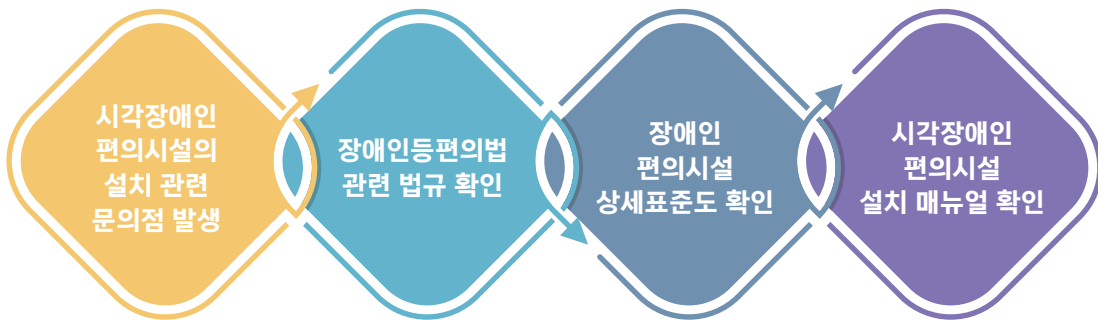 시각장애인
편의시설의
설치 관련
문의점 발생
장애인등편의법
관련 법규 확인
장애인
편의시설
상세표준도 확인
시각장애인
편의시설
설치 매뉴얼 확인